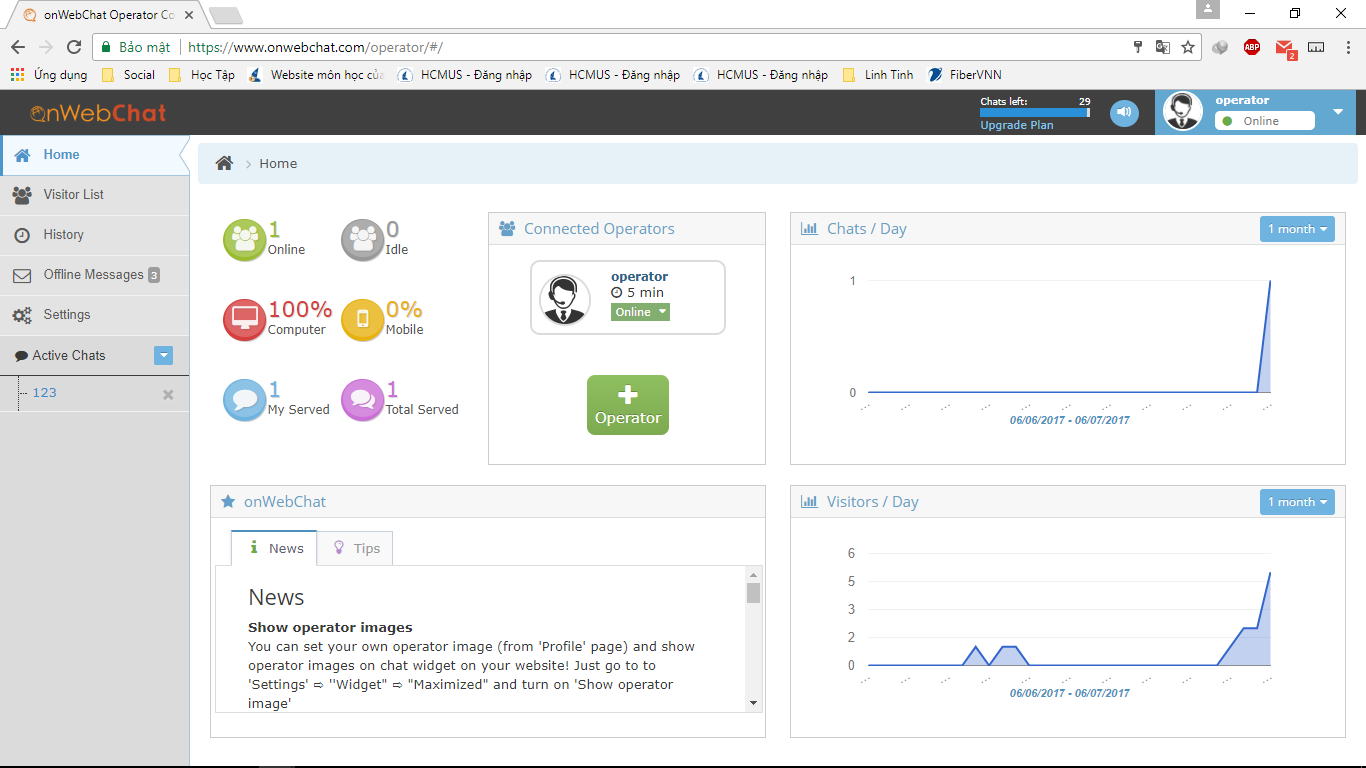 onWebChat Operator Co
Bảo mật
https://www.onwebchat.com/operator/#/
ABP
2
Ứng dụng
Social
Học Tập
Website môn học củ
HCMUS - Đăng nhập
HCMUS - Đăng nhập
HCMUS - Đăng nhập
Linh Tinh
FiberVNN
onWebChat
Chats left: 29
Upgrade Plan
operator
Online
Home
Visitor List
History
Offline Messages 3
Settings
Active Chats
123
Home
1
Online
0
Idle
100%
Computer
0%
Mobile
1
My Served
1
Total Served
Connected Operators
operator
5 min
Online
Operator
Chats / Day
1 month
1
0
06/06/2017 - 06/07/2017
onWebChat
News
Tips
News
Show operator images
You can set your own operator image (from 'Profile' page) and show
operator images on chat widget on your website! Just go to to
'Settings' ⇨ ''Widget" ⇨ "Maximized" and turn on 'Show operator
image'
Visitors / Day
1 month
6
5
3
2
0
06/06/2017 - 06/07/2017